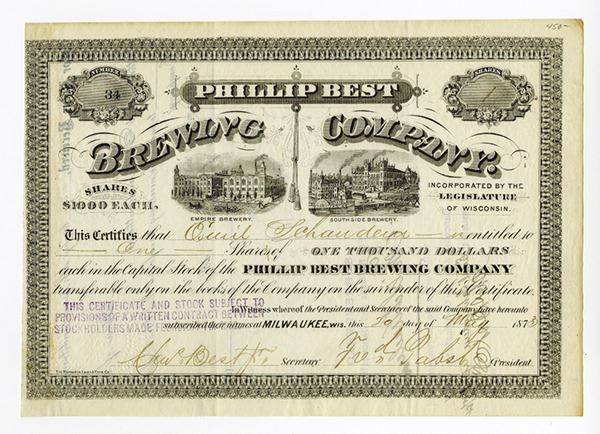 450-
NUMBER
34
SHARES
1
PHILLIP BEST
BREWING COMPANY.
SHARES
$1000 EACH.
EMPIRE BREWERY.
SOUTH SIDE BREWERY.
INCORPORATED BY THE
LEGISLATURE
OF WISCONSIN.
This Certifies that Emil Schandein is entitled to
One Shares of ONE THOUSAND DOLLARS
each in the Capital Stock of the PHILLIP BEST BREWING COMPANY
transferable only on the books of the Company on the surrender of this Certificate.
THIS CERTIFICATE AND STOCK SUBJECT TO
PROVISIONS OF A WRITTEN CONTRACT BETWEEN
STOCKHOLDERS MADE
In Witness whereof the President and Secretary of the said Company have hereunto
subscribed their names at MILWAUKEE, WIS. this day of May 1873
Chas Best Jr. Secretary. Fred Pabst President.